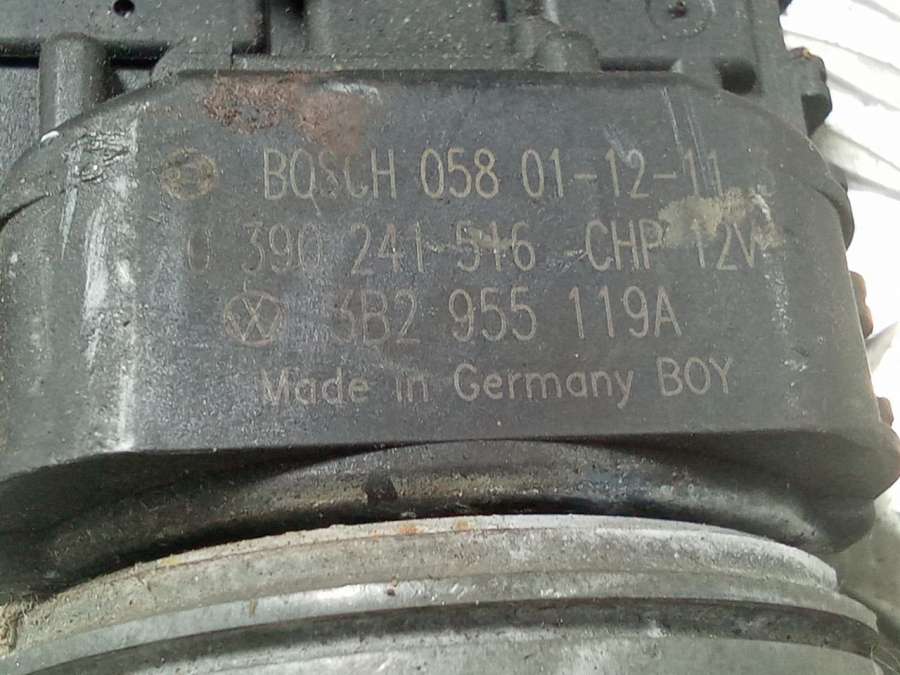 BOSCH 058 01-12-11
0 390 241-516 -CHP 12V
3B2 955 119A
Made in Germany BOY